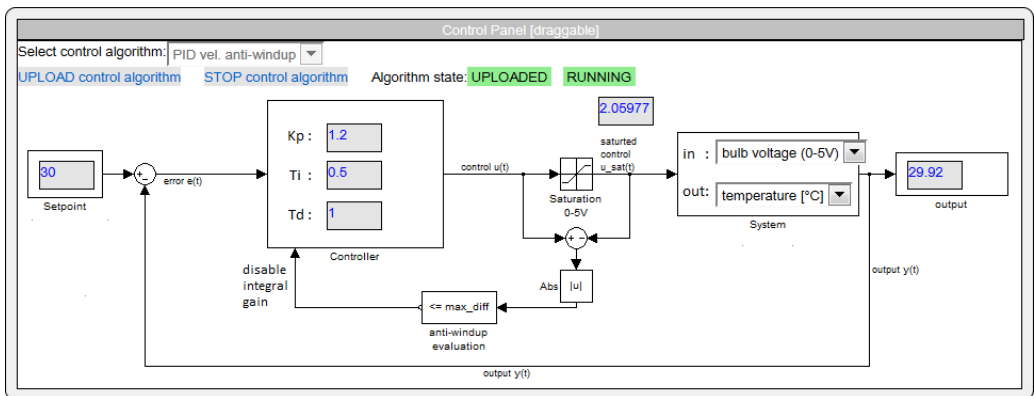 Control Panel [draggable]
Select control algorithm: PID vel. anti-windup
UPLOAD control algorithm STOP control algorithm Algorithm state: UPLOADED RUNNING
2.05977
saturted
control
u_sat(t)
Kp : 1.2
Ti : 0.5
Td : 1
Controller
30
Setpoint
error e(t)
control u(t)
Saturation
0-5V
in : bulb voltage (0-5V)
out: temperature [°C]
System
29.92
output
+ -
disable
integral
gain
Abs |u|
<= max_diff
anti-windup
evaluation
output y(t)
output y(t)